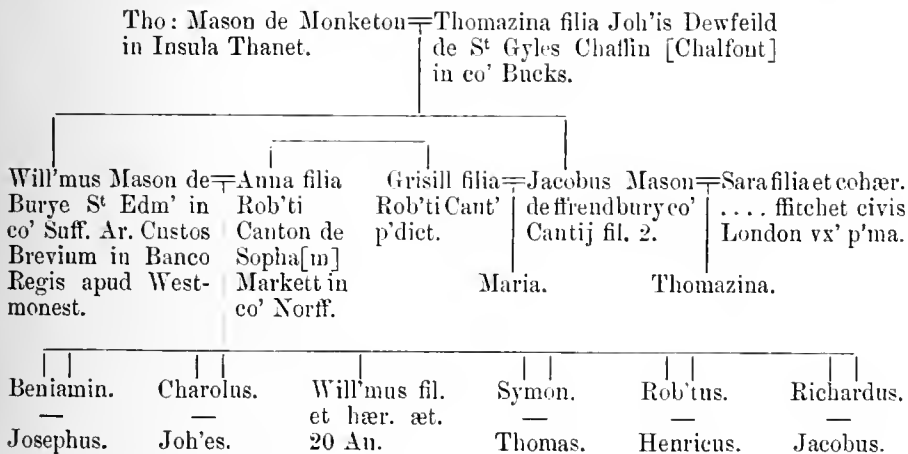 Tho: Mason de Monketon
in Insula Thanet.
Thomazina filia Joh'is Dewfeild
de St Gyles Chaflin [Chalfont]
in co' Bucks.
Will'mus Mason de
Burye St Edm' in
co' Suff. Ar. Custos
Brevium in Banco
Regis apud West-
monest.
Anna filia
Rob'ti
Canton de
Sopha[m]
Markett in
co' Norff.
Grisill filia
Rob'ti Cant'
p'dict.
Jacobus Mason
de ffrendbury co'
Cantij fil. 2.
Sara filia et cohær.
.... ffitchet civis
London vx' p'ma.
Maria.
Thomazina.
Beniamin.
Josephus.
Charolus.
Joh'es.
Will'mus fil.
et hær. æt.
20 An.
Symon.
Thomas.
Rob'tus.
Henricus.
Richardus.
Jacobus.